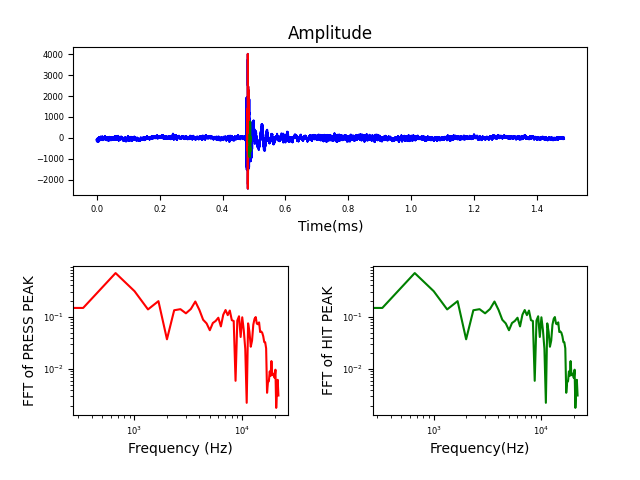 Amplitude
4000
3000
2000
1000
0
−1000
−2000
0.0 0.2 0.4 0.6 0.8 1.0 1.2 1.4
Time(ms)
FFT of PRESS PEAK
10⁻¹
10⁻²
10³ 10⁴
Frequency (Hz)
FFT of HIT PEAK
10⁻¹
10⁻²
10³ 10⁴
Frequency(Hz)